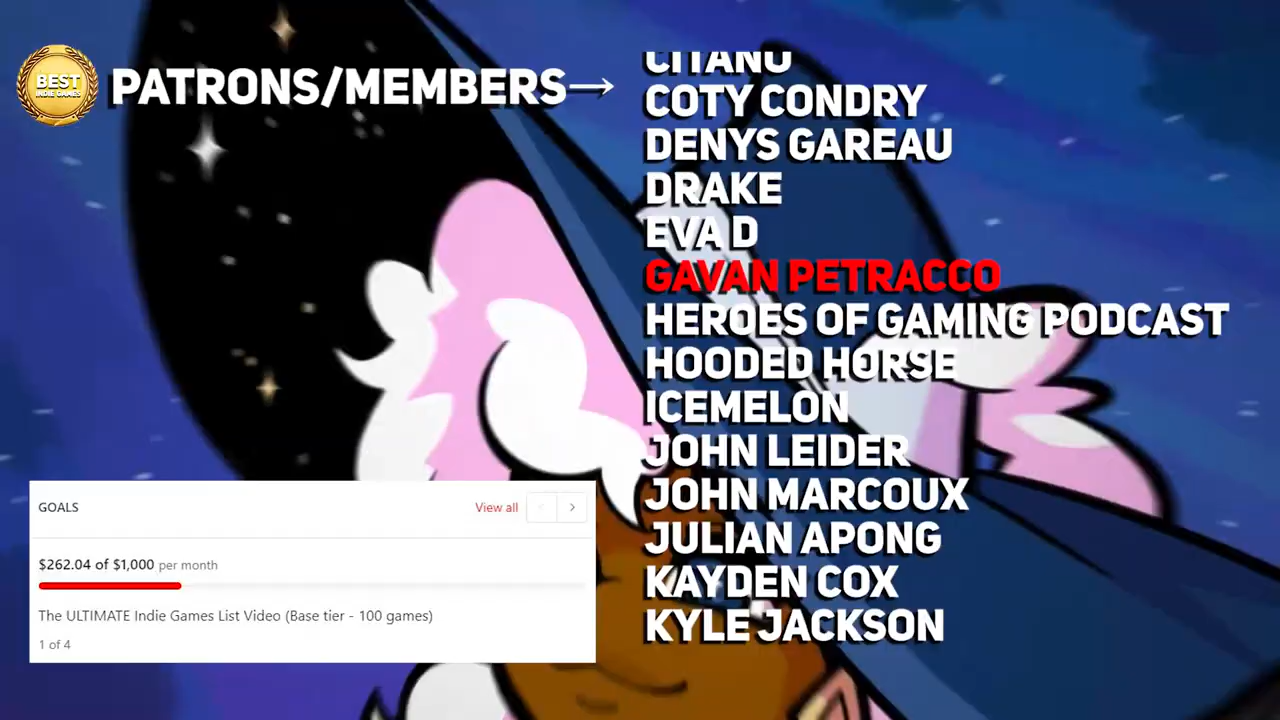 BEST
INDIE GAMES
PATRONS/MEMBERS→
CITANO
COTY CONDRY
DENYS GAREAU
DRAKE
EVA D
GAVAN PETRACCO
HEROES OF GAMING PODCAST
HOODED HORSE
ICEMELON
JOHN LEIDER
JOHN MARCOUX
JULIAN APONG
KAYDEN COX
KYLE JACKSON
GOALS
View all
$262.04 of $1,000 per month
The ULTIMATE Indie Games List Video (Base tier - 100 games)
1 of 4